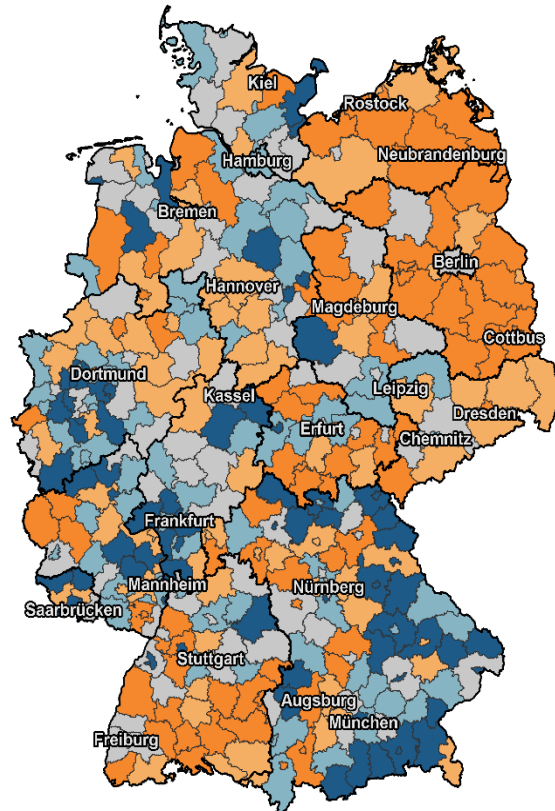 Kiel
Rostock
Hamburg
Neubrandenburg
Bremen
Berlin
Hannover
Magdeburg
Cottbus
Dortmund
Kassel
Leipzig
Dresden
Erfurt
Chemnitz
Frankfurt
Mannheim
Nürnberg
Saarbrücken
Stuttgart
Augsburg
München
Freiburg